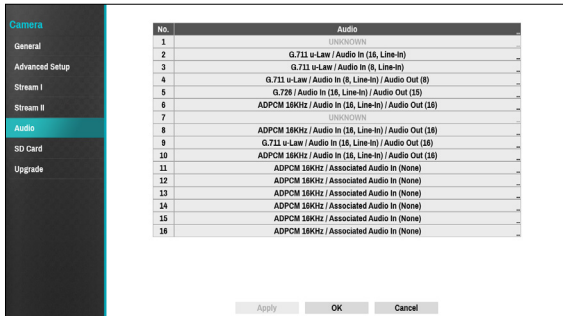 Camera
General
Advanced Setup
Stream I
Stream II
Audio
SD Card
Upgrade
No. Audio
1 UNKNOWN
2 G.711 u-Law / Audio In (16, Line-In)
3 G.711 u-Law / Audio In (8, Line-In)
4 G.711 u-Law / Audio In (8, Line-In) / Audio Out (8)
5 G.726 / Audio In (16, Line-In) / Audio Out (15)
6 ADPCM 16KHz / Audio In (16, Line-In) / Audio Out (16)
7 UNKNOWN
8 ADPCM 16KHz / Audio In (16, Line-In) / Audio Out (16)
9 G.711 u-Law / Audio In (16, Line-In) / Audio Out (16)
10 ADPCM 16KHz / Audio In (16, Line-In) / Audio Out (16)
11 ADPCM 16KHz / Associated Audio In (None)
12 ADPCM 16KHz / Associated Audio In (None)
13 ADPCM 16KHz / Associated Audio In (None)
14 ADPCM 16KHz / Associated Audio In (None)
15 ADPCM 16KHz / Associated Audio In (None)
16 ADPCM 16KHz / Associated Audio In (None)
Apply OK Cancel